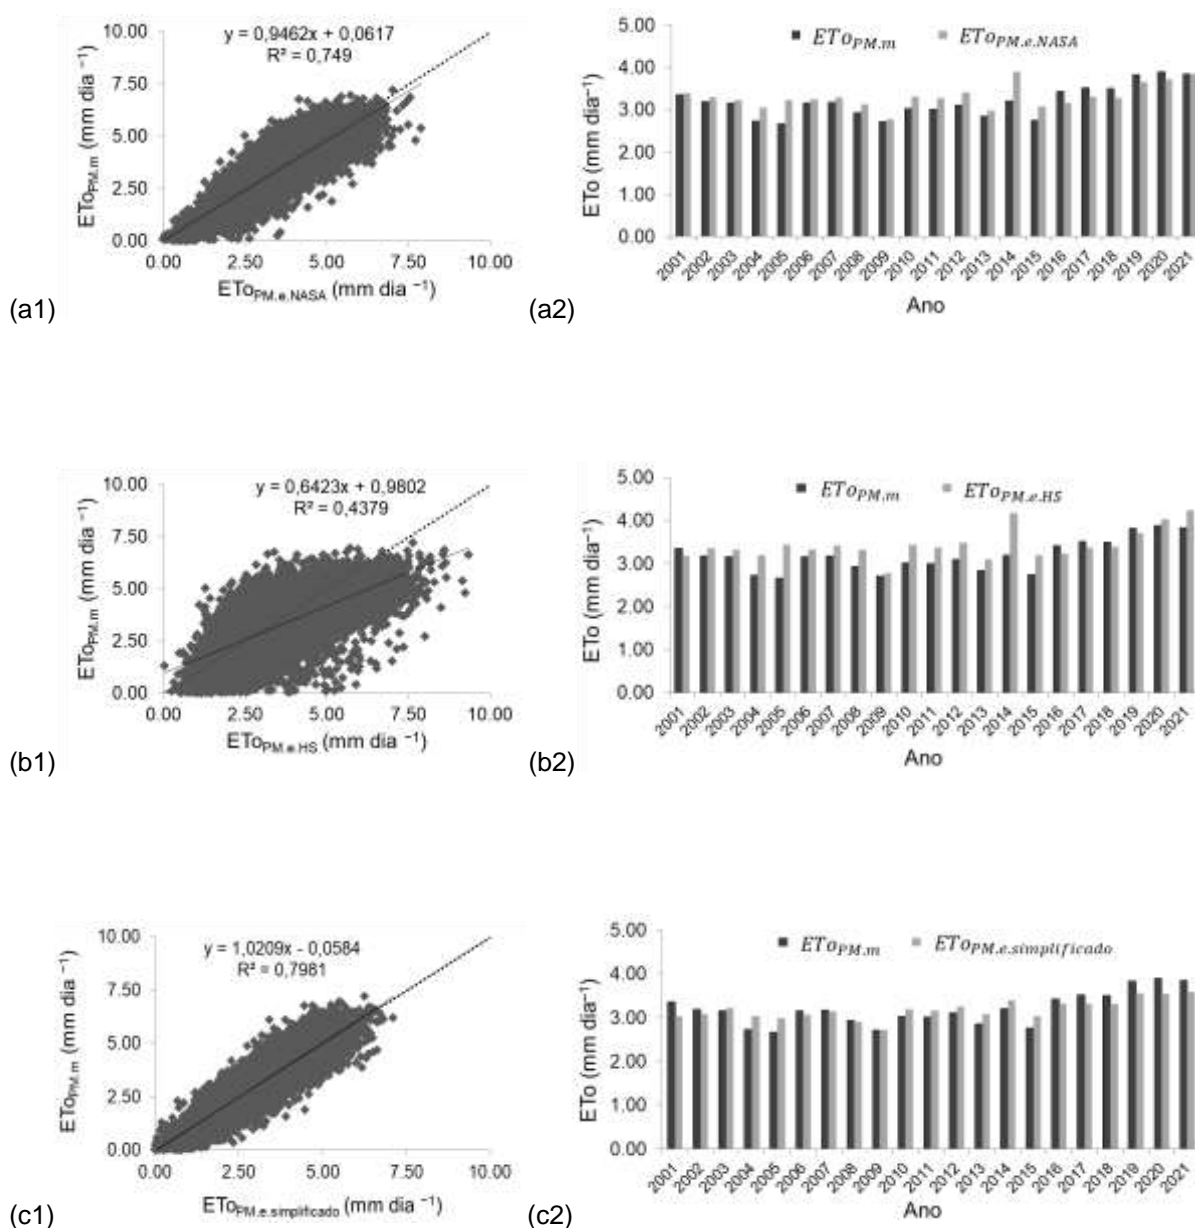 10.00
y = 0,9462x + 0,0617
R² = 0,749
7.50
5.00
2.50
0.00
ETo_PM.m (mm dia ⁻¹)
0.00 2.50 5.00 7.50 10.00
ETo_PM.e.NASA (mm dia ⁻¹)
(a1)
5.00
ETo_PM.m ETo_PM.e.NASA
4.00
3.00
2.00
1.00
0.00
ETo (mm dia⁻¹)
2001 2002 2003 2004 2005 2006 2007 2008 2009 2010 2011 2012 2013 2014 2015 2016 2017 2018 2019 2020 2021
Ano
(a2)
10.00
y = 0,6423x + 0,9802
R² = 0,4379
7.50
5.00
2.50
0.00
ETo_PM.m (mm dia ⁻¹)
0.00 2.50 5.00 7.50 10.00
ETo_PM.e.HS (mm dia ⁻¹)
(b1)
5.00
ETo_PM.m ETo_PM.e.HS
4.00
3.00
2.00
1.00
0.00
ETo (mm dia⁻¹)
2001 2002 2003 2004 2005 2006 2007 2008 2009 2010 2011 2012 2013 2014 2015 2016 2017 2018 2019 2020 2021
Ano
(b2)
10.00
y = 1,0209x - 0,0584
R² = 0,7981
7.50
5.00
2.50
0.00
ETo_PM.m (mm dia ⁻¹)
0.00 2.50 5.00 7.50 10.00
ETo_PM.e.simplificado (mm dia ⁻¹)
(c1)
5.00
ETo_PM.m ETo_PM.e.simplificado
4.00
3.00
2.00
1.00
0.00
ETo (mm dia⁻¹)
2001 2002 2003 2004 2005 2006 2007 2008 2009 2010 2011 2012 2013 2014 2015 2016 2017 2018 2019 2020 2021
Ano
(c2)